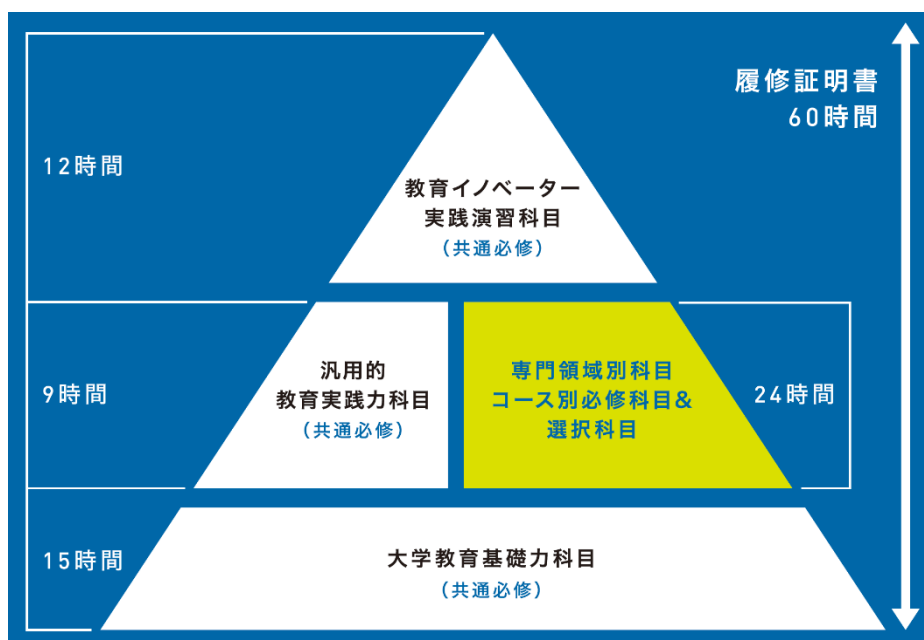 履修証明書
60時間
12時間
教育イノベーター
実践演習科目
(共通必修)
9時間
汎用的
教育実践力科目
(共通必修)
専門領域別科目
コース別必修科目&
選択科目
24時間
15時間
大学教育基礎力科目
(共通必修)